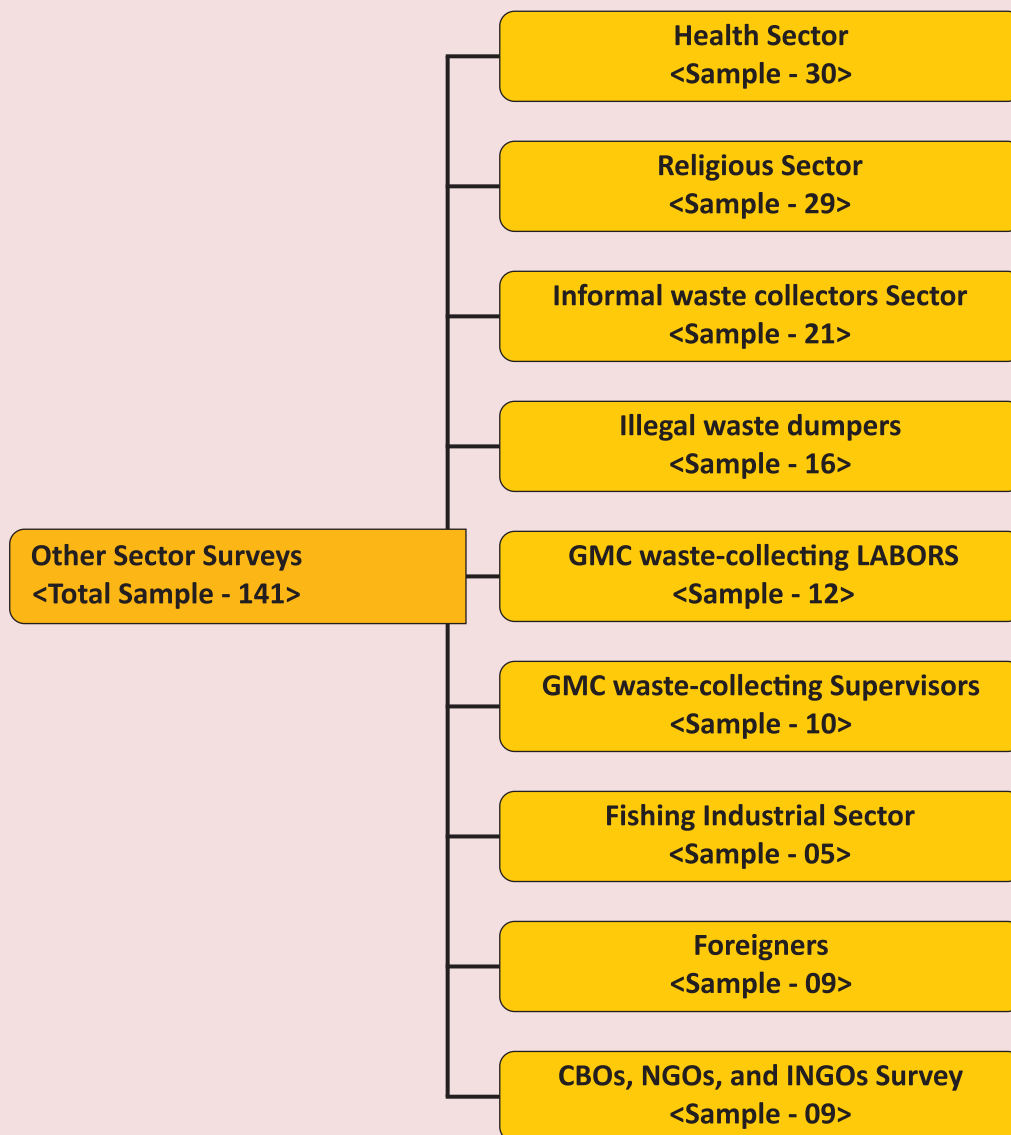 Health Sector
<Sample - 30>
Religious Sector
<Sample - 29>
Informal waste collectors Sector
<Sample - 21>
Illegal waste dumpers
<Sample - 16>
Other Sector Surveys
<Total Sample - 141>
GMC waste-collecting LABORS
<Sample - 12>
GMC waste-collecting Supervisors
<Sample - 10>
Fishing Industrial Sector
<Sample - 05>
Foreigners
<Sample - 09>
CBOs, NGOs, and INGOs Survey
<Sample - 09>